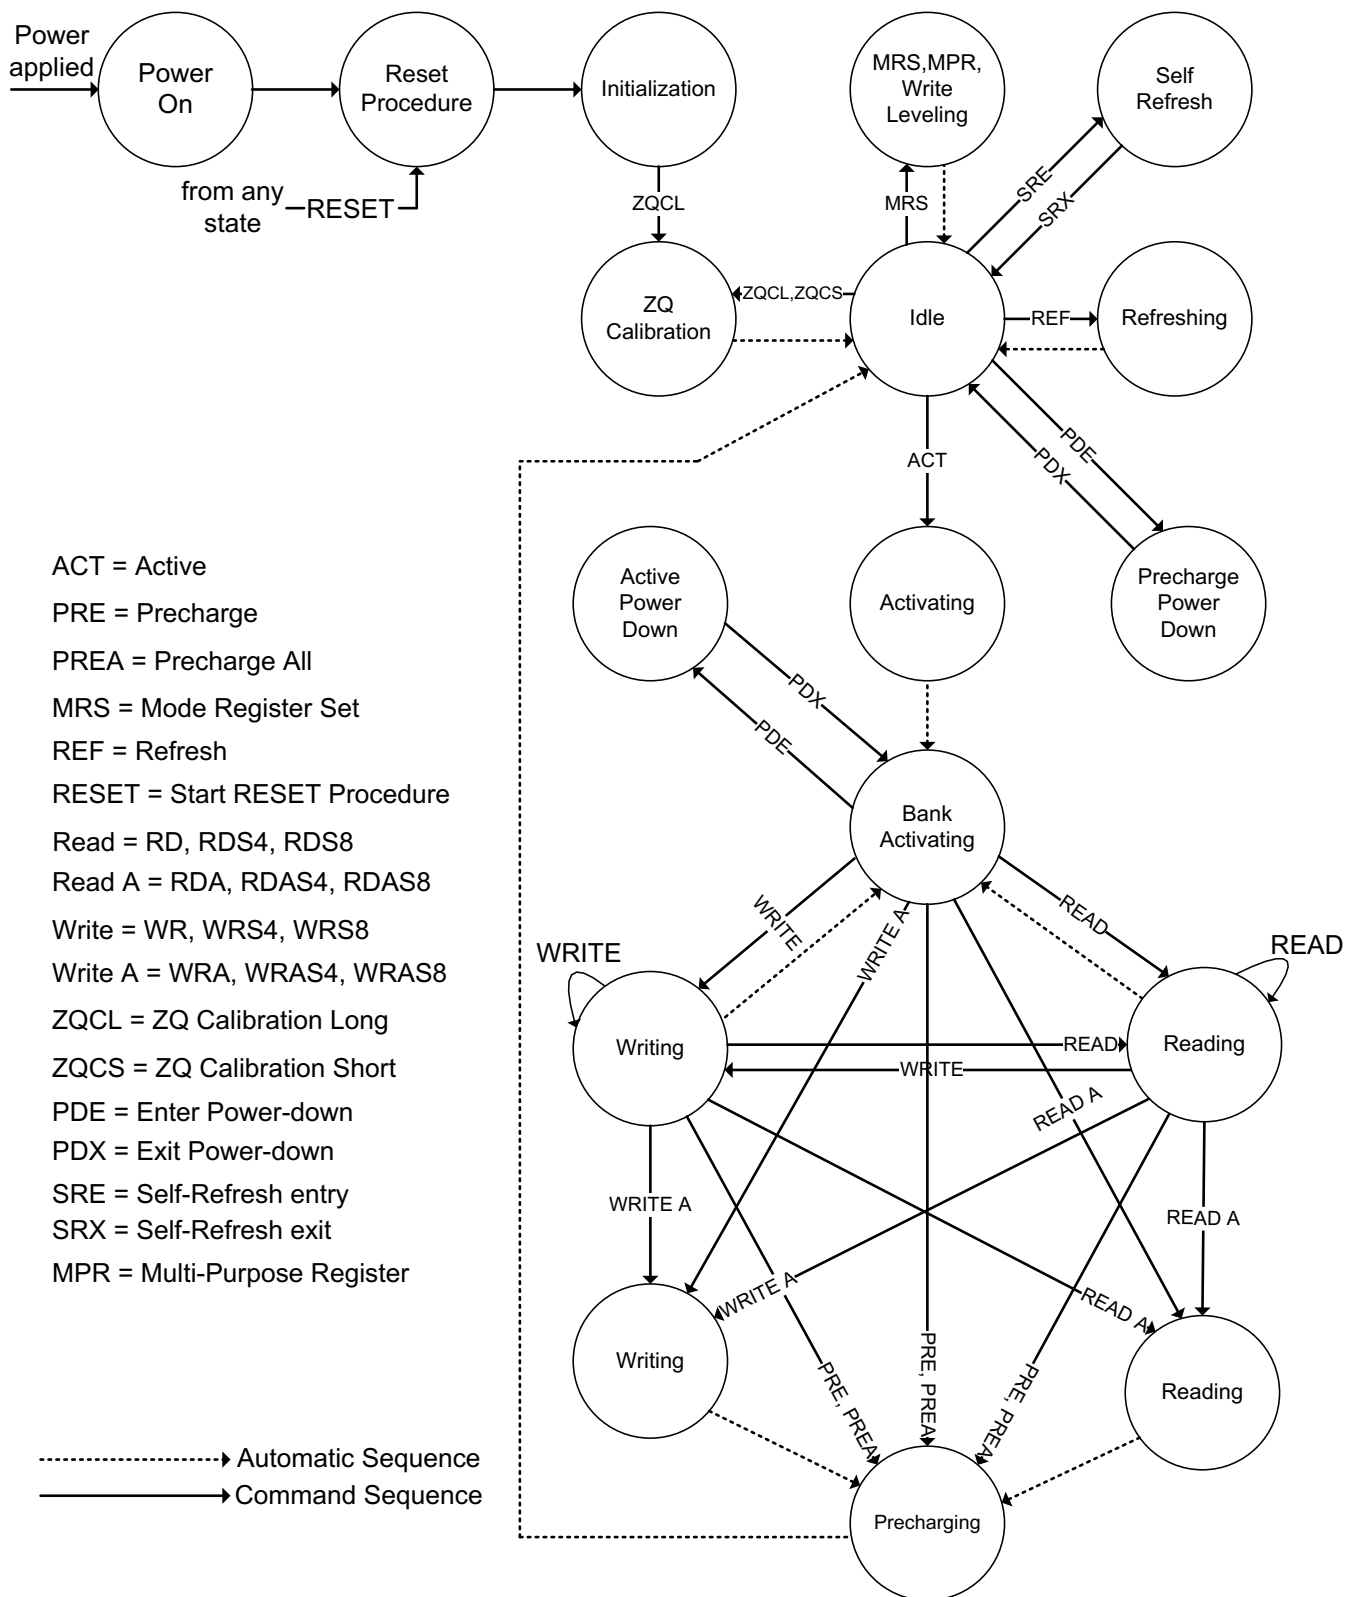 Power
applied
Power
On
Reset
Procedure
Initialization
MRS,MPR,
Write
Leveling
Self
Refresh
from any
state
RESET
ZQCL
MRS
SRE
SRX
ZQ
Calibration
ZQCL,ZQCS
Idle
REF
Refreshing
ACT
PDE
PDX
Active
Power
Down
Activating
Precharge
Power
Down
PDX
PDE
Bank
Activating
ACT = Active
PRE = Precharge
PREA = Precharge All
MRS = Mode Register Set
REF = Refresh
RESET = Start RESET Procedure
Read = RD, RDS4, RDS8
Read A = RDA, RDAS4, RDAS8
Write = WR, WRS4, WRS8
Write A = WRA, WRAS4, WRAS8
ZQCL = ZQ Calibration Long
ZQCS = ZQ Calibration Short
PDE = Enter Power-down
PDX = Exit Power-down
SRE = Self-Refresh entry
SRX = Self-Refresh exit
MPR = Multi-Purpose Register
WRITE
WRITE A
READ
WRITE
READ
Writing
READ
WRITE
Reading
READ A
WRITE A
READ A
WRITE A
READ A
Writing
PRE, PREA
PRE, PREA
PRE, PREA
Reading
Precharging
Automatic Sequence
Command Sequence